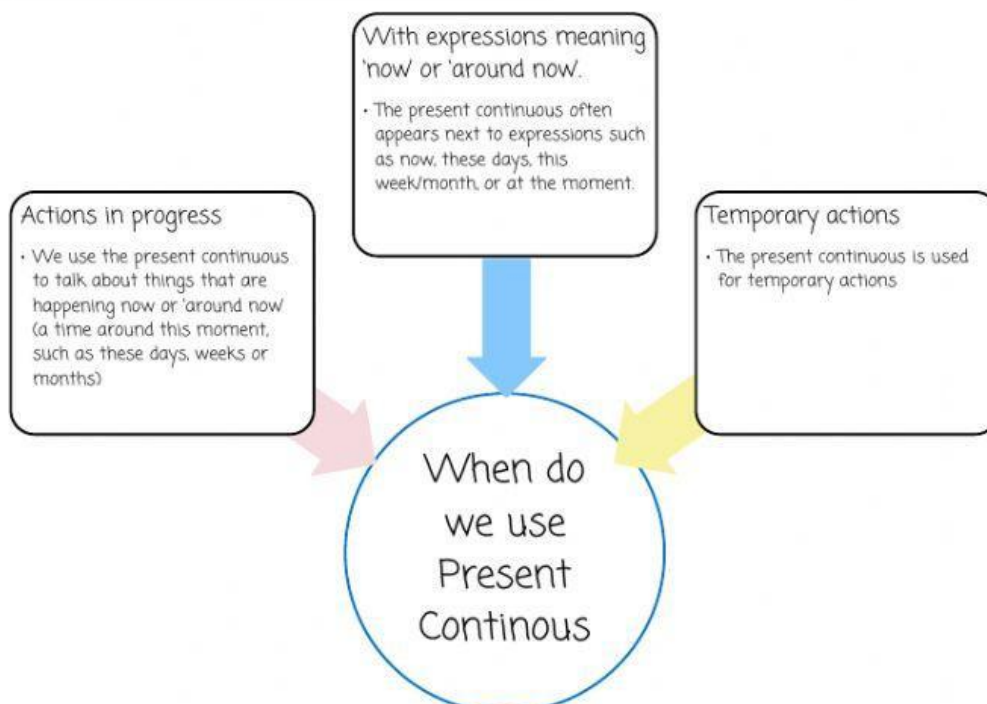 With expressions meaning
'now' or 'around now'.
• The present continuous often
appears next to expressions such
as now, these days, this
week/month, or at the moment.
Actions in progress
• We use the present continuous
to talk about things that are
happening now or 'around now'
(a time around this moment,
such as these days, weeks or
months)
Temporary actions
• The present continuous is used
for temporary actions
When do
we use
Present
Continous